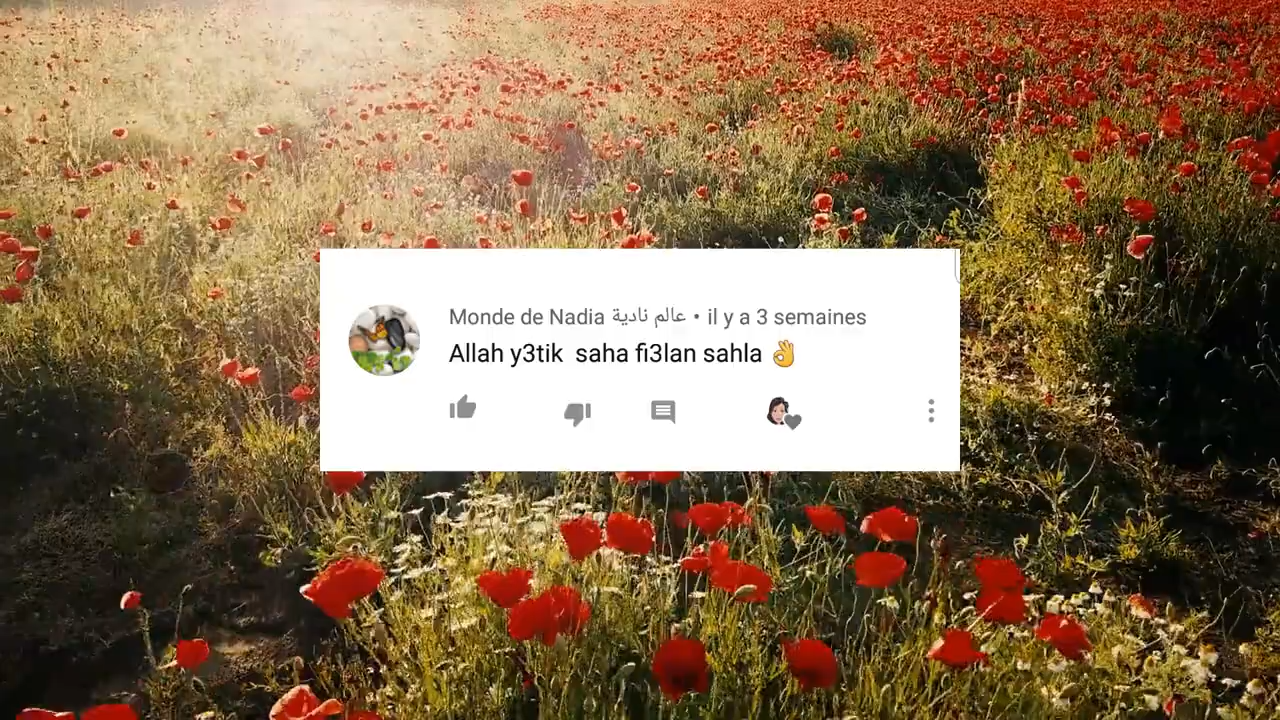 Monde de Nadia عالم نادية • il y a 3 semaines
Allah y3tik saha fi3lan sahla 👌